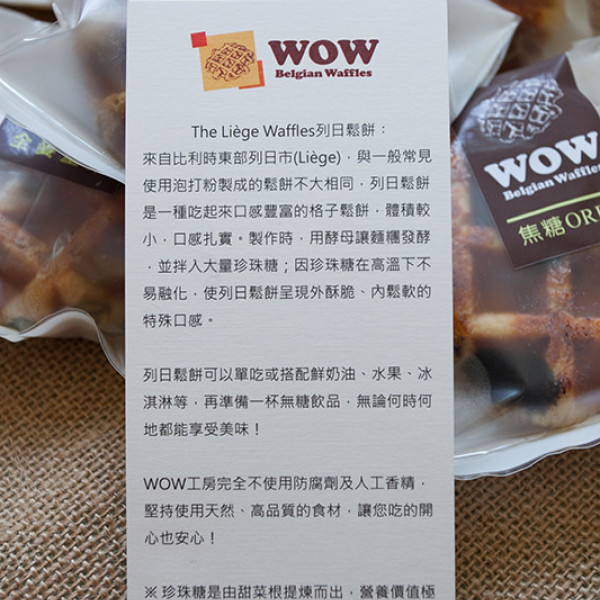 WOW
Belgian Waffles
The Liège Waffles列日鬆餅：
來自比利時東部列日市(Liège)，與一般常見
使用泡打粉製成的鬆餅不大相同，列日鬆餅
是一種吃起來口感豐富的格子鬆餅，體積較
小，口感扎實。製作時，用酵母讓麵糰發酵
，並拌入大量珍珠糖；因珍珠糖在高溫下不
易融化，使列日鬆餅呈現外酥脆、內鬆軟的
特殊口感。
列日鬆餅可以單吃或搭配鮮奶油、水果、冰
淇淋等，再準備一杯無糖飲品，無論何時何
地都能享受美味！
WOW工房完全不使用防腐劑及人工香精，
堅持使用天然、高品質的食材，讓您吃的開
心也安心！
※ 珍珠糖是由甜菜根提煉而出，營養價值極
WOW
Belgian Waffles
焦糖ORI